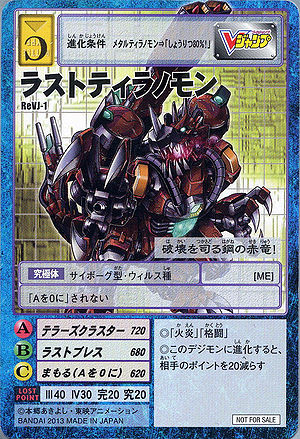 進化条件 メタルティラノモン⇒「しょうりつ80%!」
Vジャンプ
ラストティラノモン
ReVJ-1
破壊を司る鋼の赤竜!
究極体 サイボーグ型・ウィルス種 [ME]
「Aを0に」されない
A テラーズクラスター 720
B ラストブレス 680
C まもる(Aを0に) 620
◎「火炎」「格闘」
◎このデジモンに進化すると、
相手のポイントを20減らす
LOST POINT Ⅲ40 Ⅳ30 完20 究20
©本郷あきよし・東映アニメーション
BANDAI 2013 MADE IN JAPAN
NOT FOR SALE